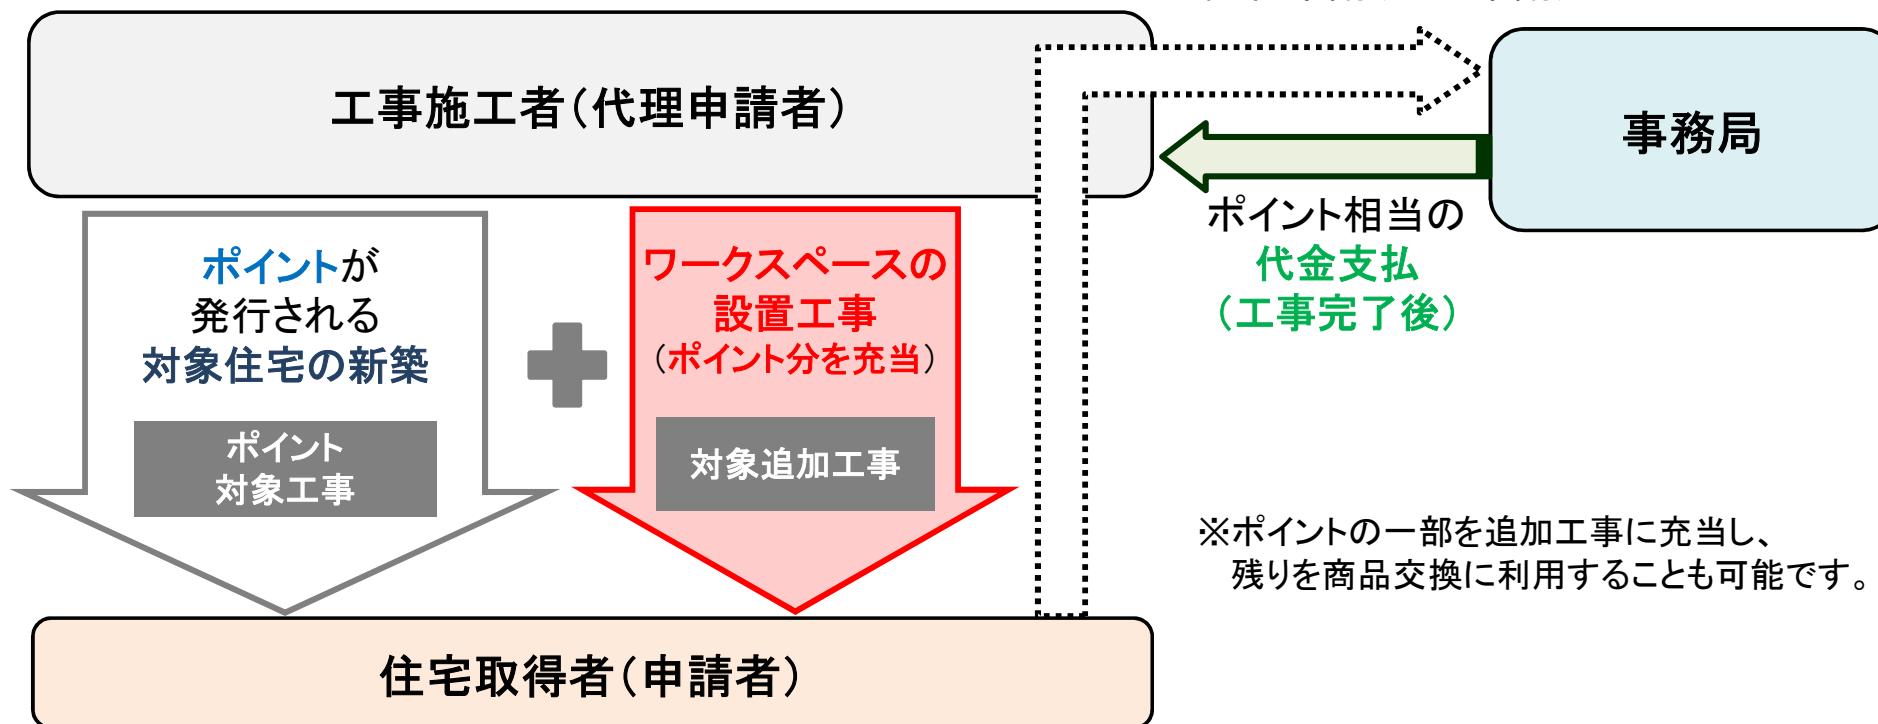 工事施工者（代理申請者）
事務局
ポイント相当の
代金支払
（工事完了後）
ポイントが
発行される
対象住宅の新築
ポイント
対象工事
ワークスペースの
設置工事
（ポイント分を充当）
対象追加工事
※ポイントの一部を追加工事に充当し、
残りを商品交換に利用することも可能です。
住宅取得者（申請者）